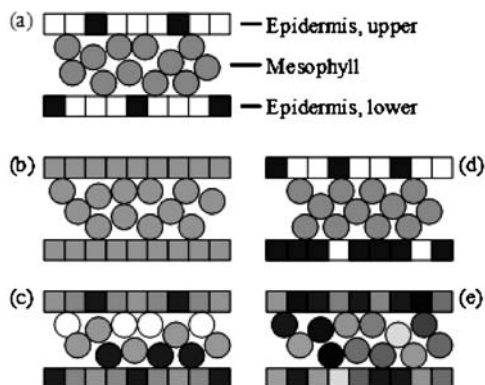 (a)
Epidermis, upper
Mesophyll
Epidermis, lower
(b)
(d)
(c)
(e)